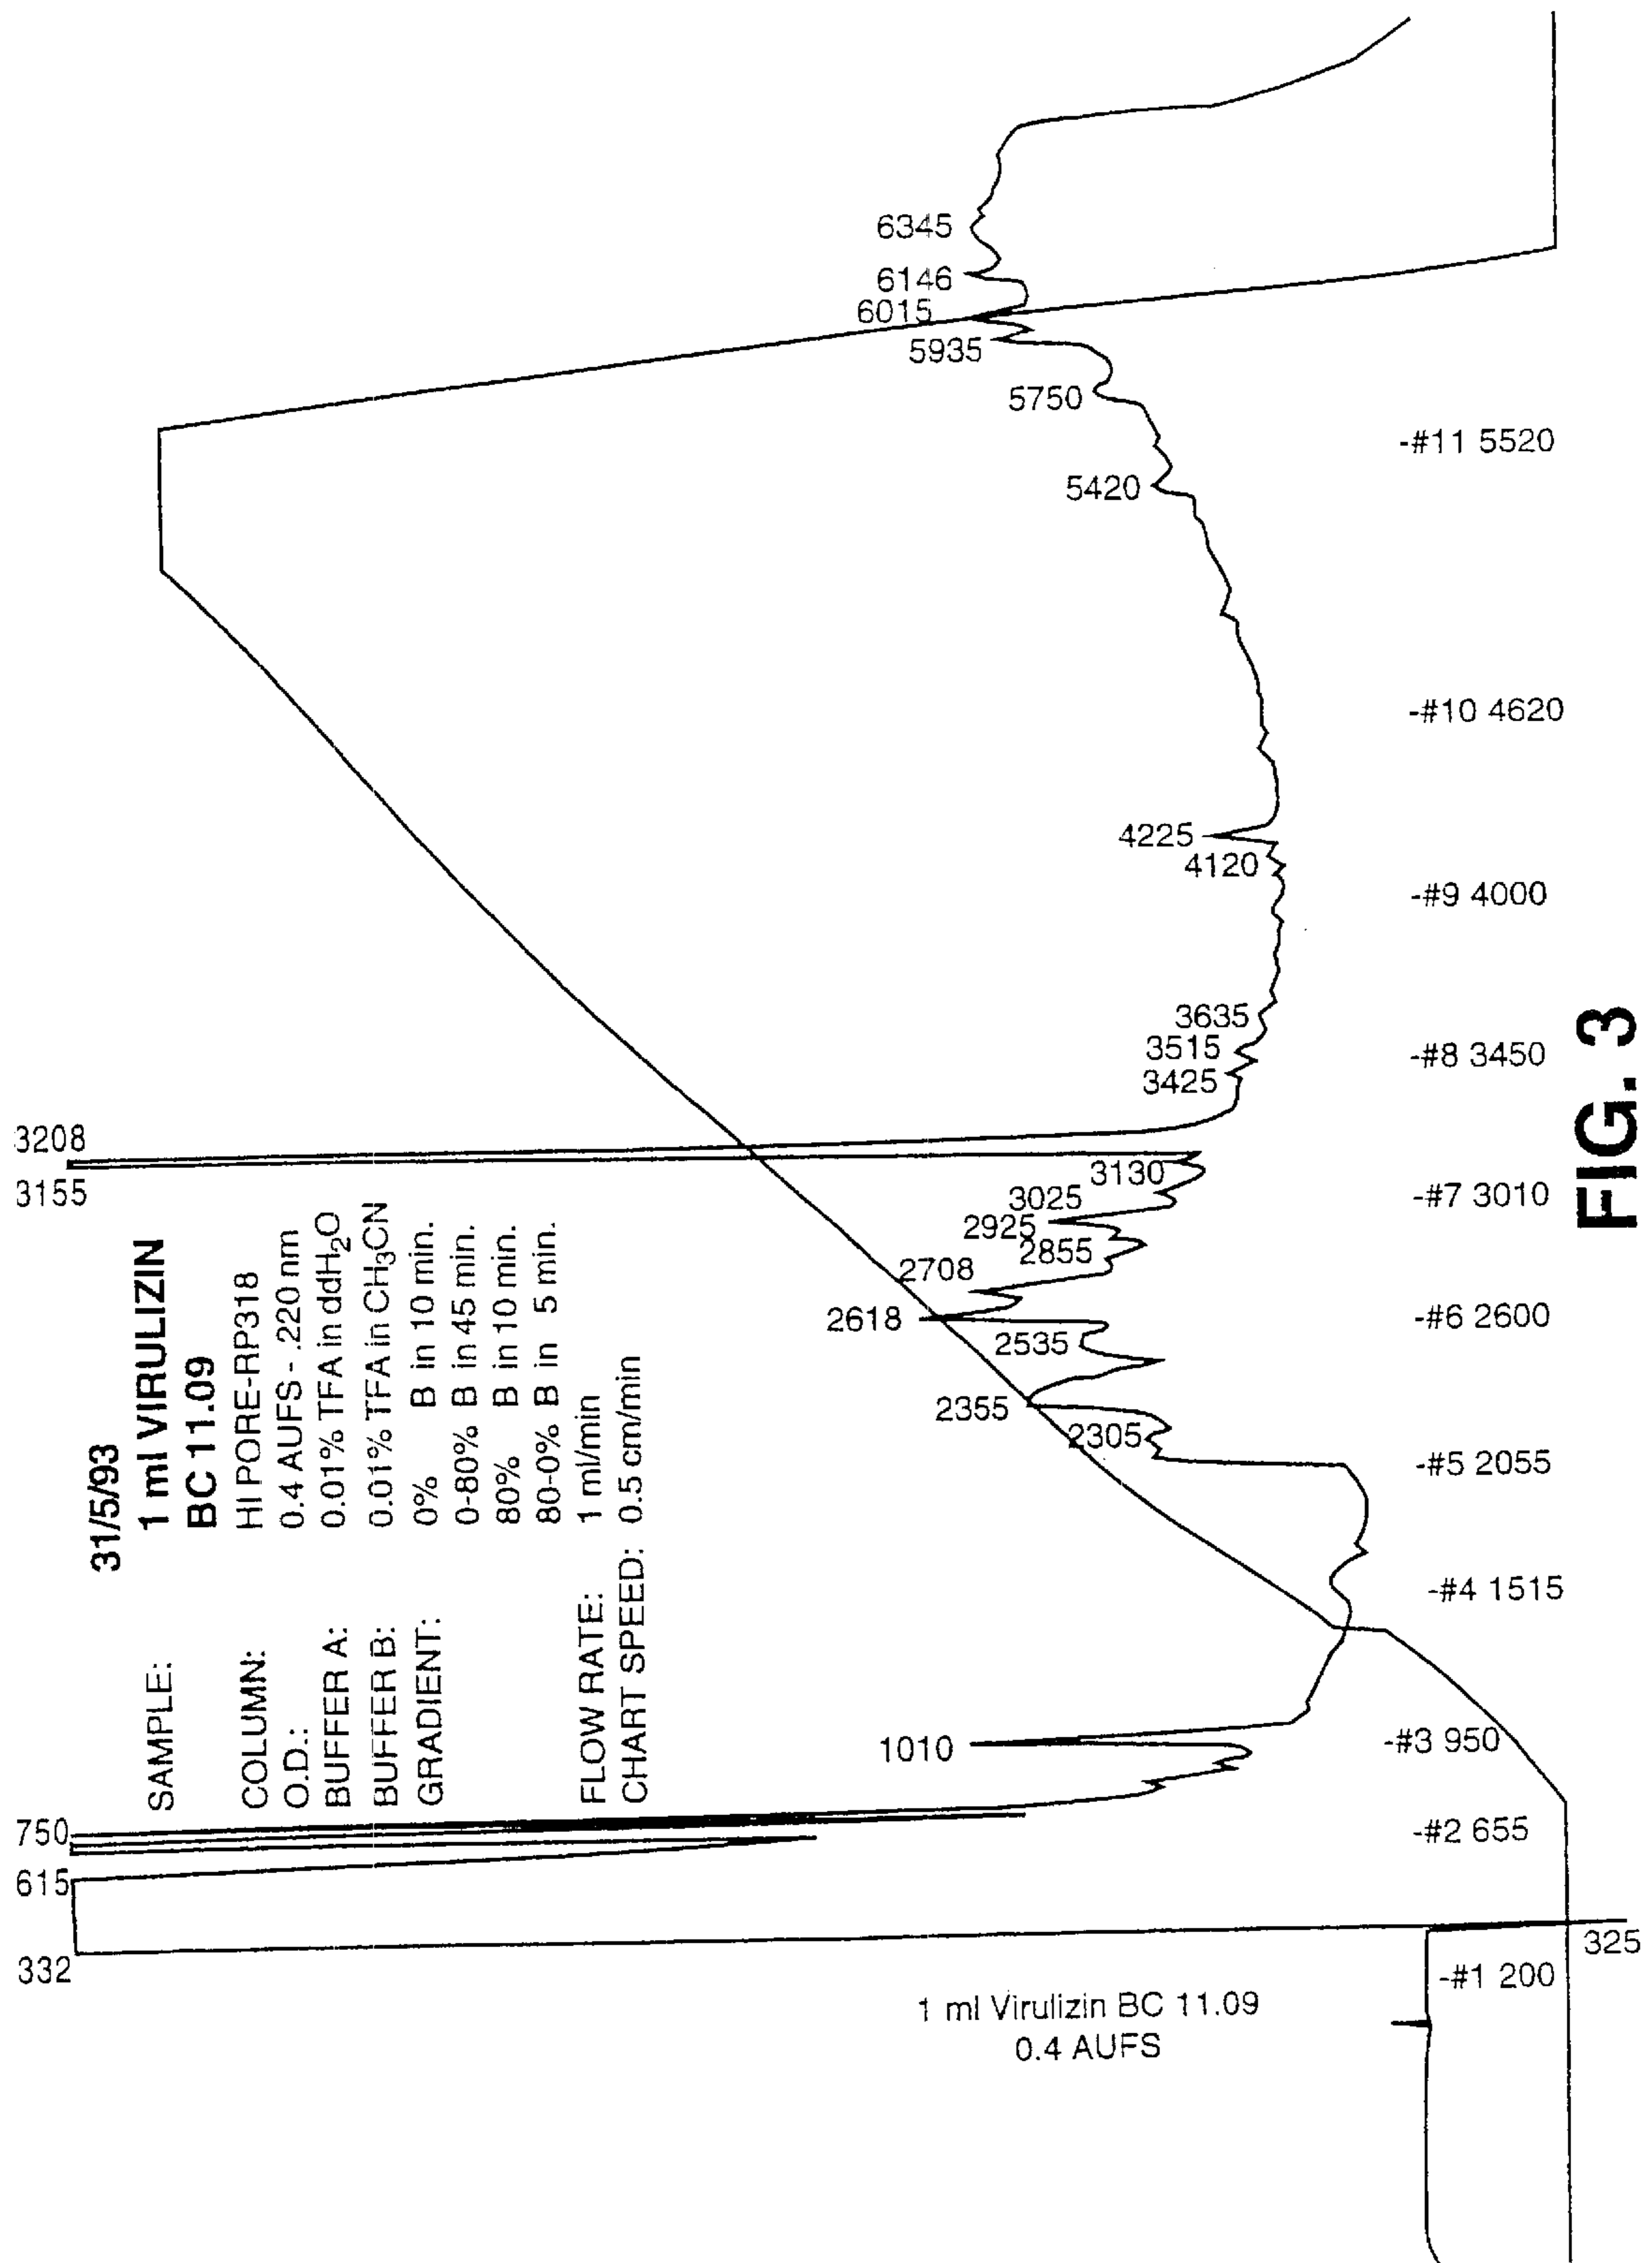 31/5/93
SAMPLE: 1 ml VIRULIZIN
BC 11.09
COLUMN: HI PORE-RP318
O.D.: 0.4 AUFS - .220 nm
BUFFER A: 0.01% TFA in ddH₂O
BUFFER B: 0.01% TFA in CH₃CN
GRADIENT: 0% B in 10 min.
0-80% B in 45 min.
80% B in 10 min.
80-0% B in 5 min.
FLOW RATE: 1 ml/min
CHART SPEED: 0.5 cm/min
332
615
750
1010
2305
2355
2535
2618
2708
2855
2925
3025
3130
3155
3208
3425
3515
3635
4120
4225
5420
5750
5935
6015
6146
6345
325
1 ml Virulizin BC 11.09
0.4 AUFS
-#1 200
-#2 655
-#3 950
-#4 1515
-#5 2055
-#6 2600
-#7 3010
-#8 3450
-#9 4000
-#10 4620
-#11 5520
FIG. 3